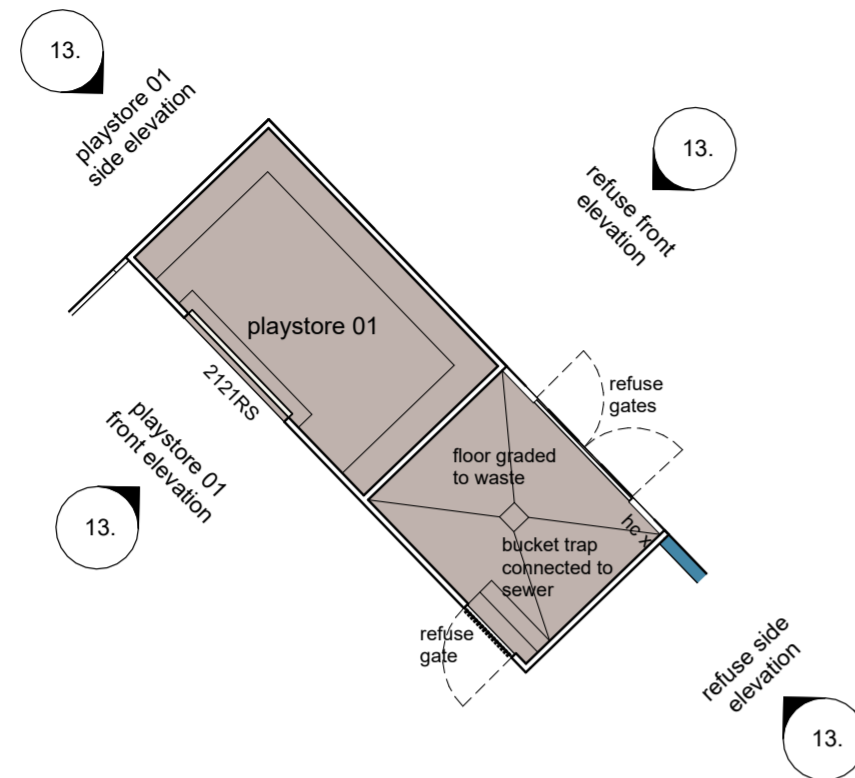 13.
playstore 01
side elevation
13.
refuse front
elevation
playstore 01
2121RS
refuse
gates
playstore 01
front elevation
floor graded
to waste
13.
hc x
bucket trap
connected to
sewer
refuse
gate
refuse side
elevation
13.